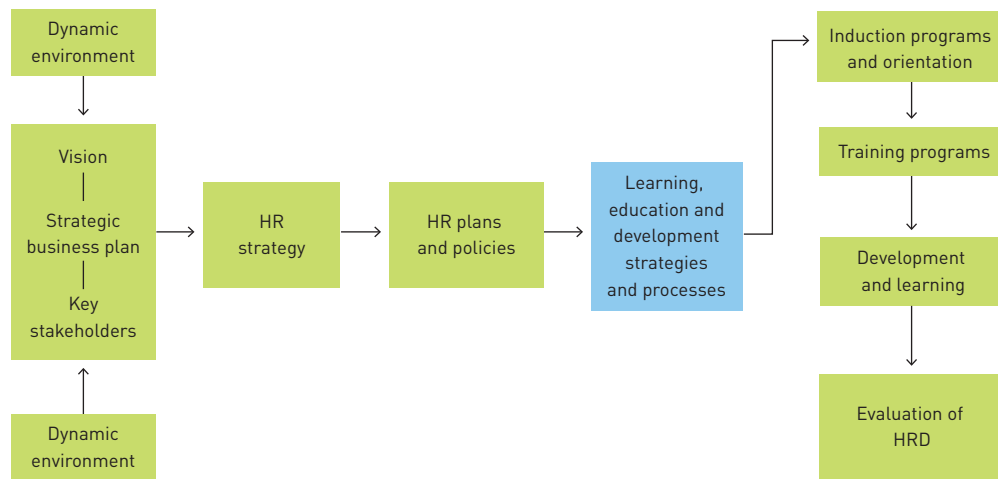 Dynamic
environment
Vision
Strategic
business plan
Key
stakeholders
Dynamic
environment
HR
strategy
HR plans
and policies
Learning,
education and
development
strategies
and processes
Induction programs
and orientation
Training programs
Development
and learning
Evaluation of
HRD